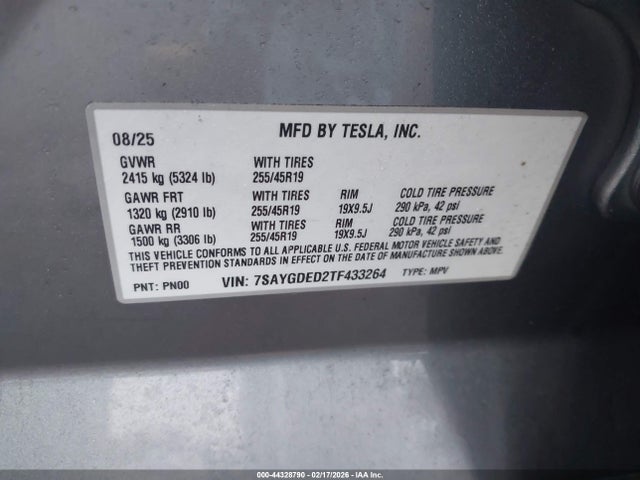 08/25 MFD BY TESLA, INC.
GVWR WITH TIRES
2415 kg (5324 lb) 255/45R19
GAWR FRT WITH TIRES RIM COLD TIRE PRESSURE
1320 kg (2910 lb) 255/45R19 19X9.5J 290 kPa, 42 psi
GAWR RR WITH TIRES RIM COLD TIRE PRESSURE
1500 kg (3306 lb) 255/45R19 19X9.5J 290 kPa, 42 psi
THIS VEHICLE CONFORMS TO ALL APPLICABLE U.S. FEDERAL MOTOR VEHICLE SAFETY AND
THEFT PREVENTION STANDARDS IN EFFECT ON THE DATE OF MANUFACTURE SHOWN ABOVE.
PNT: PN00 VIN: 7SAYGDED2TF433264 TYPE: MPV
000-44328790 - 02/17/2026 - IAA Inc.